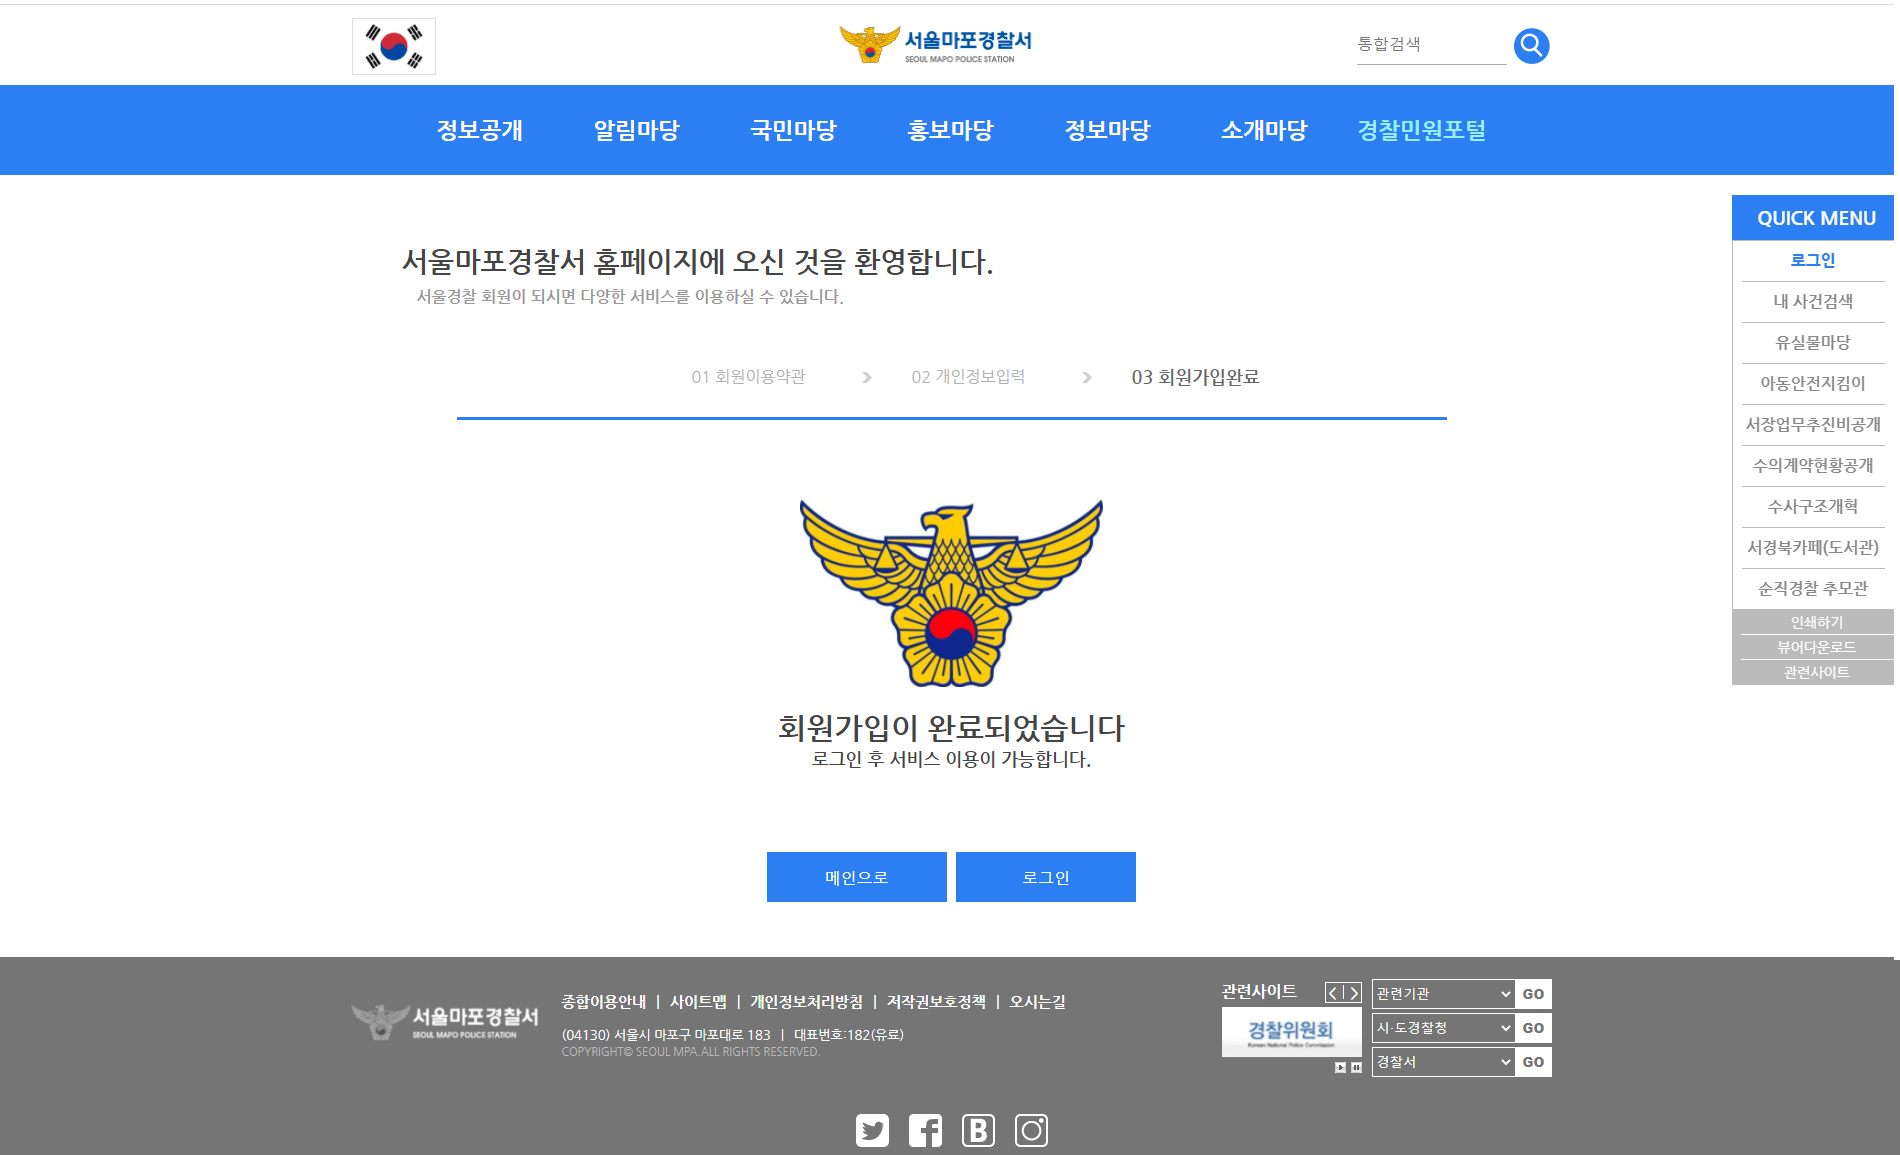 서울마포경찰서
SEOUL MAPO POLICE STATION
통합검색
정보공개 알림마당 국민마당 홍보마당 정보마당 소개마당 경찰민원포털
QUICK MENU
로그인
내 사건검색
유실물마당
아동안전지킴이
서장업무추진비공개
수의계약현황공개
수사구조개혁
서경북카페(도서관)
순직경찰 추모관
인쇄하기
뷰어다운로드
관련사이트
서울마포경찰서 홈페이지에 오신 것을 환영합니다.
서울경찰 회원이 되시면 다양한 서비스를 이용하실 수 있습니다.
01 회원이용약관 02 개인정보입력 03 회원가입완료
회원가입이 완료되었습니다
로그인 후 서비스 이용이 가능합니다.
메인으로 로그인
서울마포경찰서
SEOUL MAPO POLICE STATION
종합이용안내 | 사이트맵 | 개인정보처리방침 | 저작권보호정책 | 오시는길
(04130) 서울시 마포구 마포대로 183 | 대표번호:182(유료)
COPYRIGHT© SEOUL MPA.ALL RIGHTS RESERVED.
관련사이트
경찰위원회
Korean National Police Commission
관련기관 GO
시·도경찰청 GO
경찰서 GO